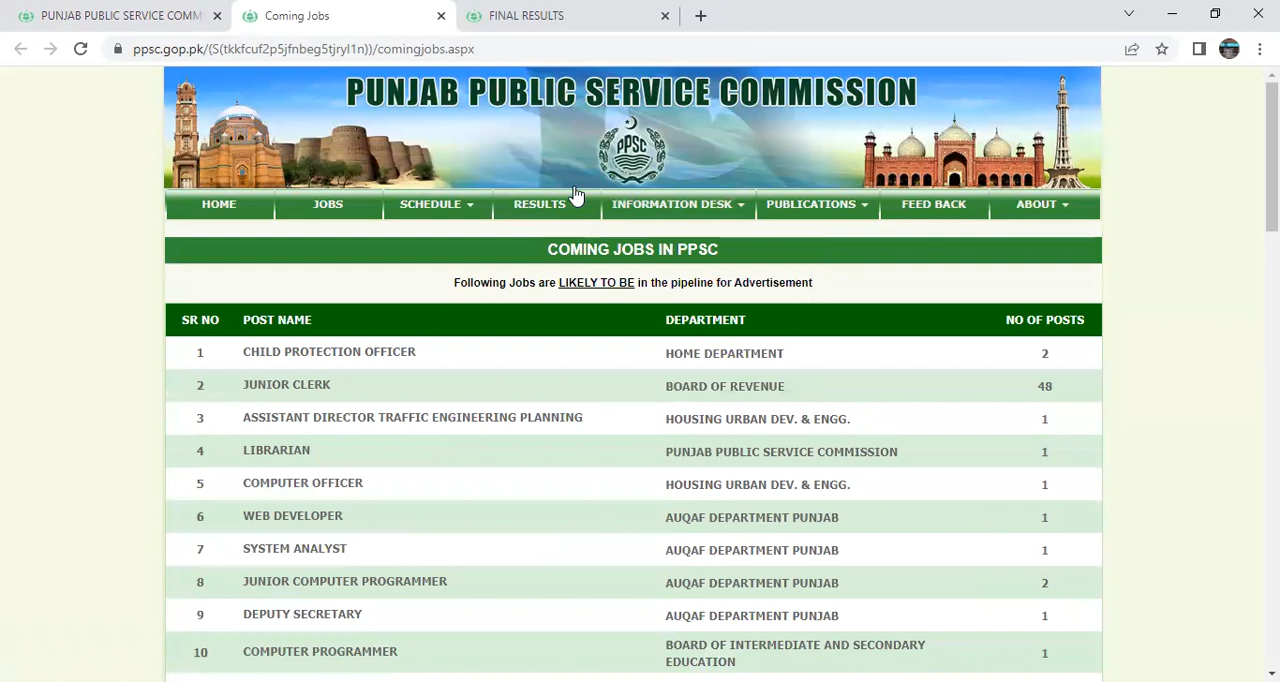 PUNJAB PUBLIC SERVICE COMM
Coming Jobs
FINAL RESULTS
ppsc.gop.pk/(S(tkkfcuf2p5jfnbeg5tjryl1n))/comingjobs.aspx
PUNJAB PUBLIC SERVICE COMMISSION
PPSC
HOME JOBS SCHEDULE RESULTS INFORMATION DESK PUBLICATIONS FEED BACK ABOUT
COMING JOBS IN PPSC
Following Jobs are LIKELY TO BE in the pipeline for Advertisement
SR NO POST NAME DEPARTMENT NO OF POSTS
1 CHILD PROTECTION OFFICER HOME DEPARTMENT 2
2 JUNIOR CLERK BOARD OF REVENUE 48
3 ASSISTANT DIRECTOR TRAFFIC ENGINEERING PLANNING HOUSING URBAN DEV. & ENGG. 1
4 LIBRARIAN PUNJAB PUBLIC SERVICE COMMISSION 1
5 COMPUTER OFFICER HOUSING URBAN DEV. & ENGG. 1
6 WEB DEVELOPER AUQAF DEPARTMENT PUNJAB 1
7 SYSTEM ANALYST AUQAF DEPARTMENT PUNJAB 1
8 JUNIOR COMPUTER PROGRAMMER AUQAF DEPARTMENT PUNJAB 2
9 DEPUTY SECRETARY AUQAF DEPARTMENT PUNJAB 1
10 COMPUTER PROGRAMMER BOARD OF INTERMEDIATE AND SECONDARY EDUCATION 1